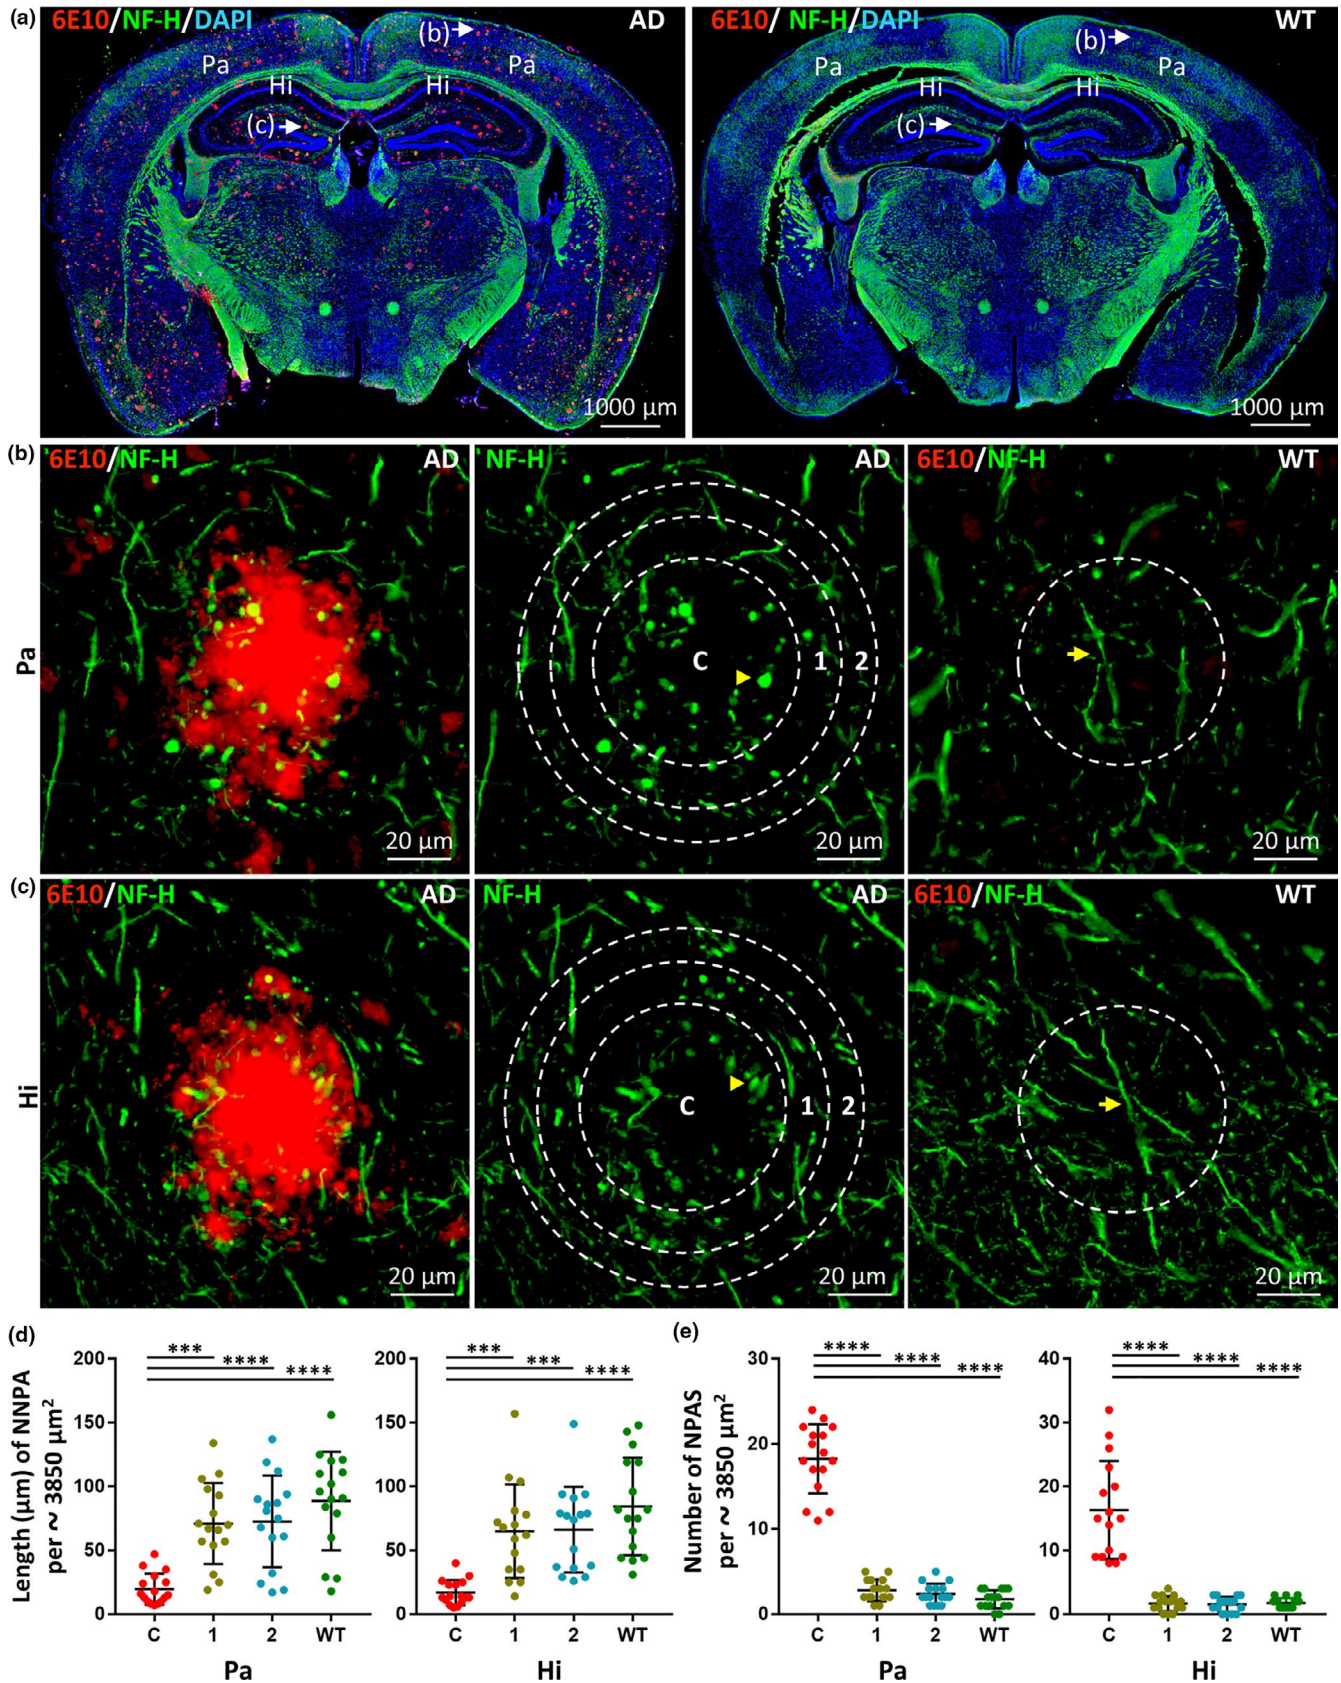 (a)
6E10/NF-H/DAPI
AD
(b)
Pa
Pa
Hi
Hi
(c)
1000 µm
6E10/ NF-H/DAPI
WT
(b)
Pa
Pa
Hi
Hi
(c)
1000 µm
(b)
Pa
6E10/NF-H
AD
20 µm
NF-H
AD
C
1
2
20 µm
6E10/NF-H
WT
20 µm
(c)
Hi
6E10/NF-H
AD
20 µm
NF-H
AD
C
1
2
20 µm
6E10/NF-H
WT
20 µm
(d)
Length (µm) of NNPA
per ~ 3850 µm²
200
150
100
50
0
***
****
****
C 1 2 WT
Pa
200
150
100
50
0
***
***
****
C 1 2 WT
Hi
(e)
Number of NPAS
per ~ 3850 µm²
30
20
10
0
****
****
****
C 1 2 WT
Pa
40
30
20
10
0
****
****
****
C 1 2 WT
Hi